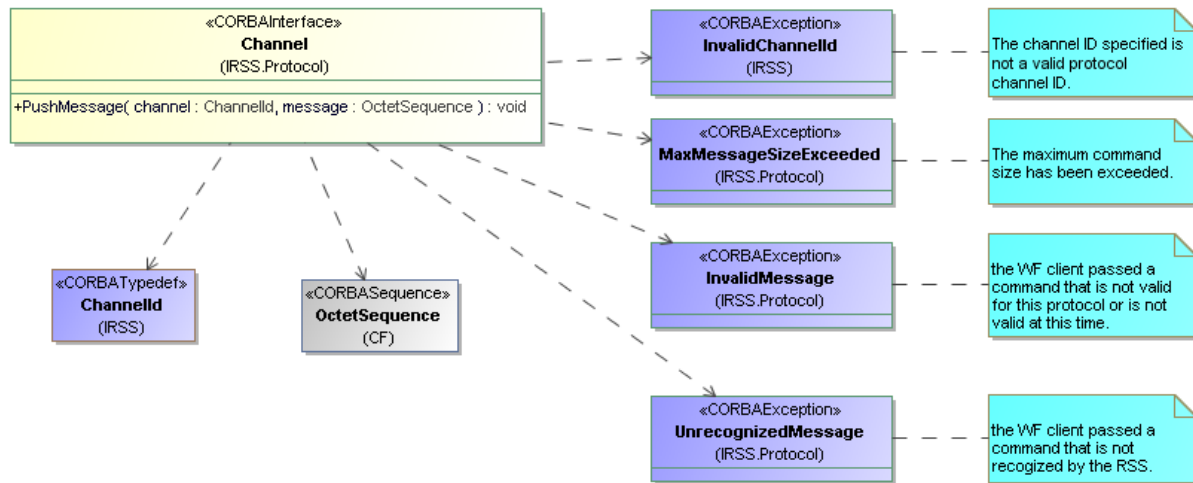 «CORBAInterface»
Channel
(IRSS.Protocol)
+PushMessage( channel : ChannelId, message : OctetSequence ) : void
«CORBATypedef»
ChannelId
(IRSS)
«CORBASequence»
OctetSequence
(CF)
«CORBAException»
InvalidChannelId
(IRSS)
The channel ID specified is
not a valid protocol
channel ID.
«CORBAException»
MaxMessageSizeExceeded
(IRSS.Protocol)
The maximum command
size has been exceeded.
«CORBAException»
InvalidMessage
(IRSS.Protocol)
the WF client passed a
command that is not valid
for this protocol or is not
valid at this time.
«CORBAException»
UnrecognizedMessage
(IRSS.Protocol)
the WF client passed a
command that is not
recogized by the RSS.